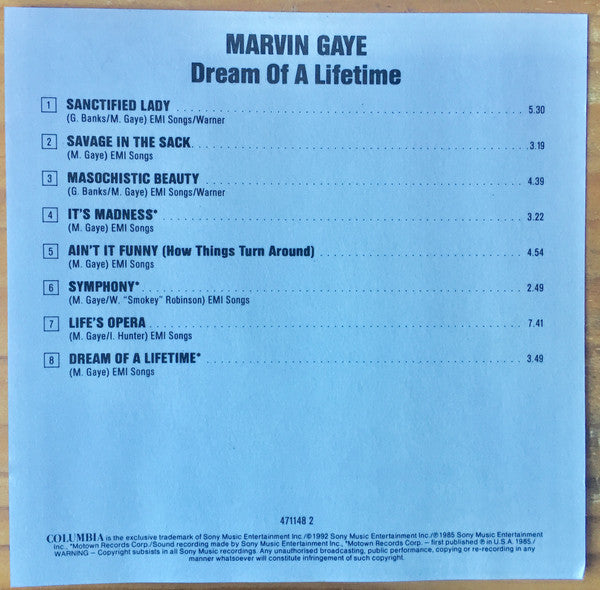 MARVIN GAYE
Dream Of A Lifetime
1 SANCTIFIED LADY 5.30
(G. Banks/M. Gaye) EMI Songs/Warner
2 SAVAGE IN THE SACK 3.19
(M. Gaye) EMI Songs
3 MASOCHISTIC BEAUTY 4.39
(G. Banks/M. Gaye) EMI Songs/Warner
4 IT'S MADNESS* 3.22
(M. Gaye) EMI Songs
5 AIN'T IT FUNNY (How Things Turn Around) 4.54
(M. Gaye) EMI Songs
6 SYMPHONY* 2.49
(M. Gaye/W. "Smokey" Robinson) EMI Songs
7 LIFE'S OPERA 7.41
(M. Gaye/I. Hunter) EMI Songs
8 DREAM OF A LIFETIME* 3.49
(M. Gaye) EMI Songs
471148 2
COLUMBIA is the exclusive trademark of Sony Music Entertainment Inc./©1992 Sony Music Entertainment Inc./℗1985 Sony Music Entertainment
Inc., *Motown Records Corp./Sound recording made by Sony Music Entertainment Inc., *Motown Records Corp. – first published ℗ in U.S.A. 1985./
WARNING – Copyright subsists in all Sony Music recordings. Any unauthorised broadcasting, public performance, copying or re-recording in any
manner whatsoever will constitute infringement of such copyright.